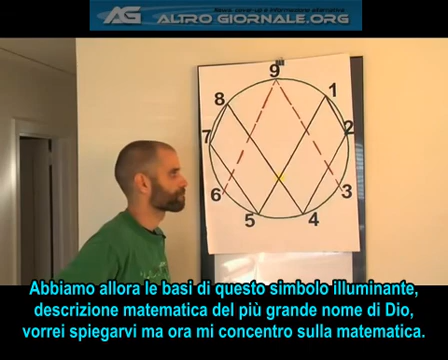 AG ALTRO GIORNALE.ORG
9
8
1
7
2
6
3
5
4
Abbiamo allora le basi di questo simbolo illuminante,
descrizione matematica del più grande nome di Dio,
vorrei spiegarvi ma ora mi concentro sulla matematica.